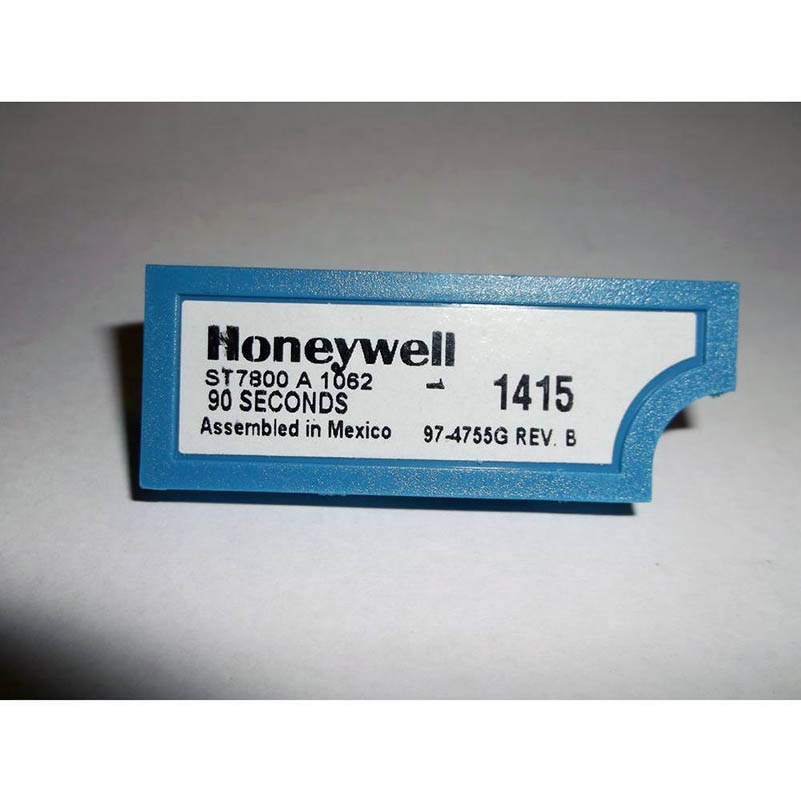 Honeywell
ST7800 A 1062 - 1415
90 SECONDS
Assembled in Mexico 97-4755G REV. B